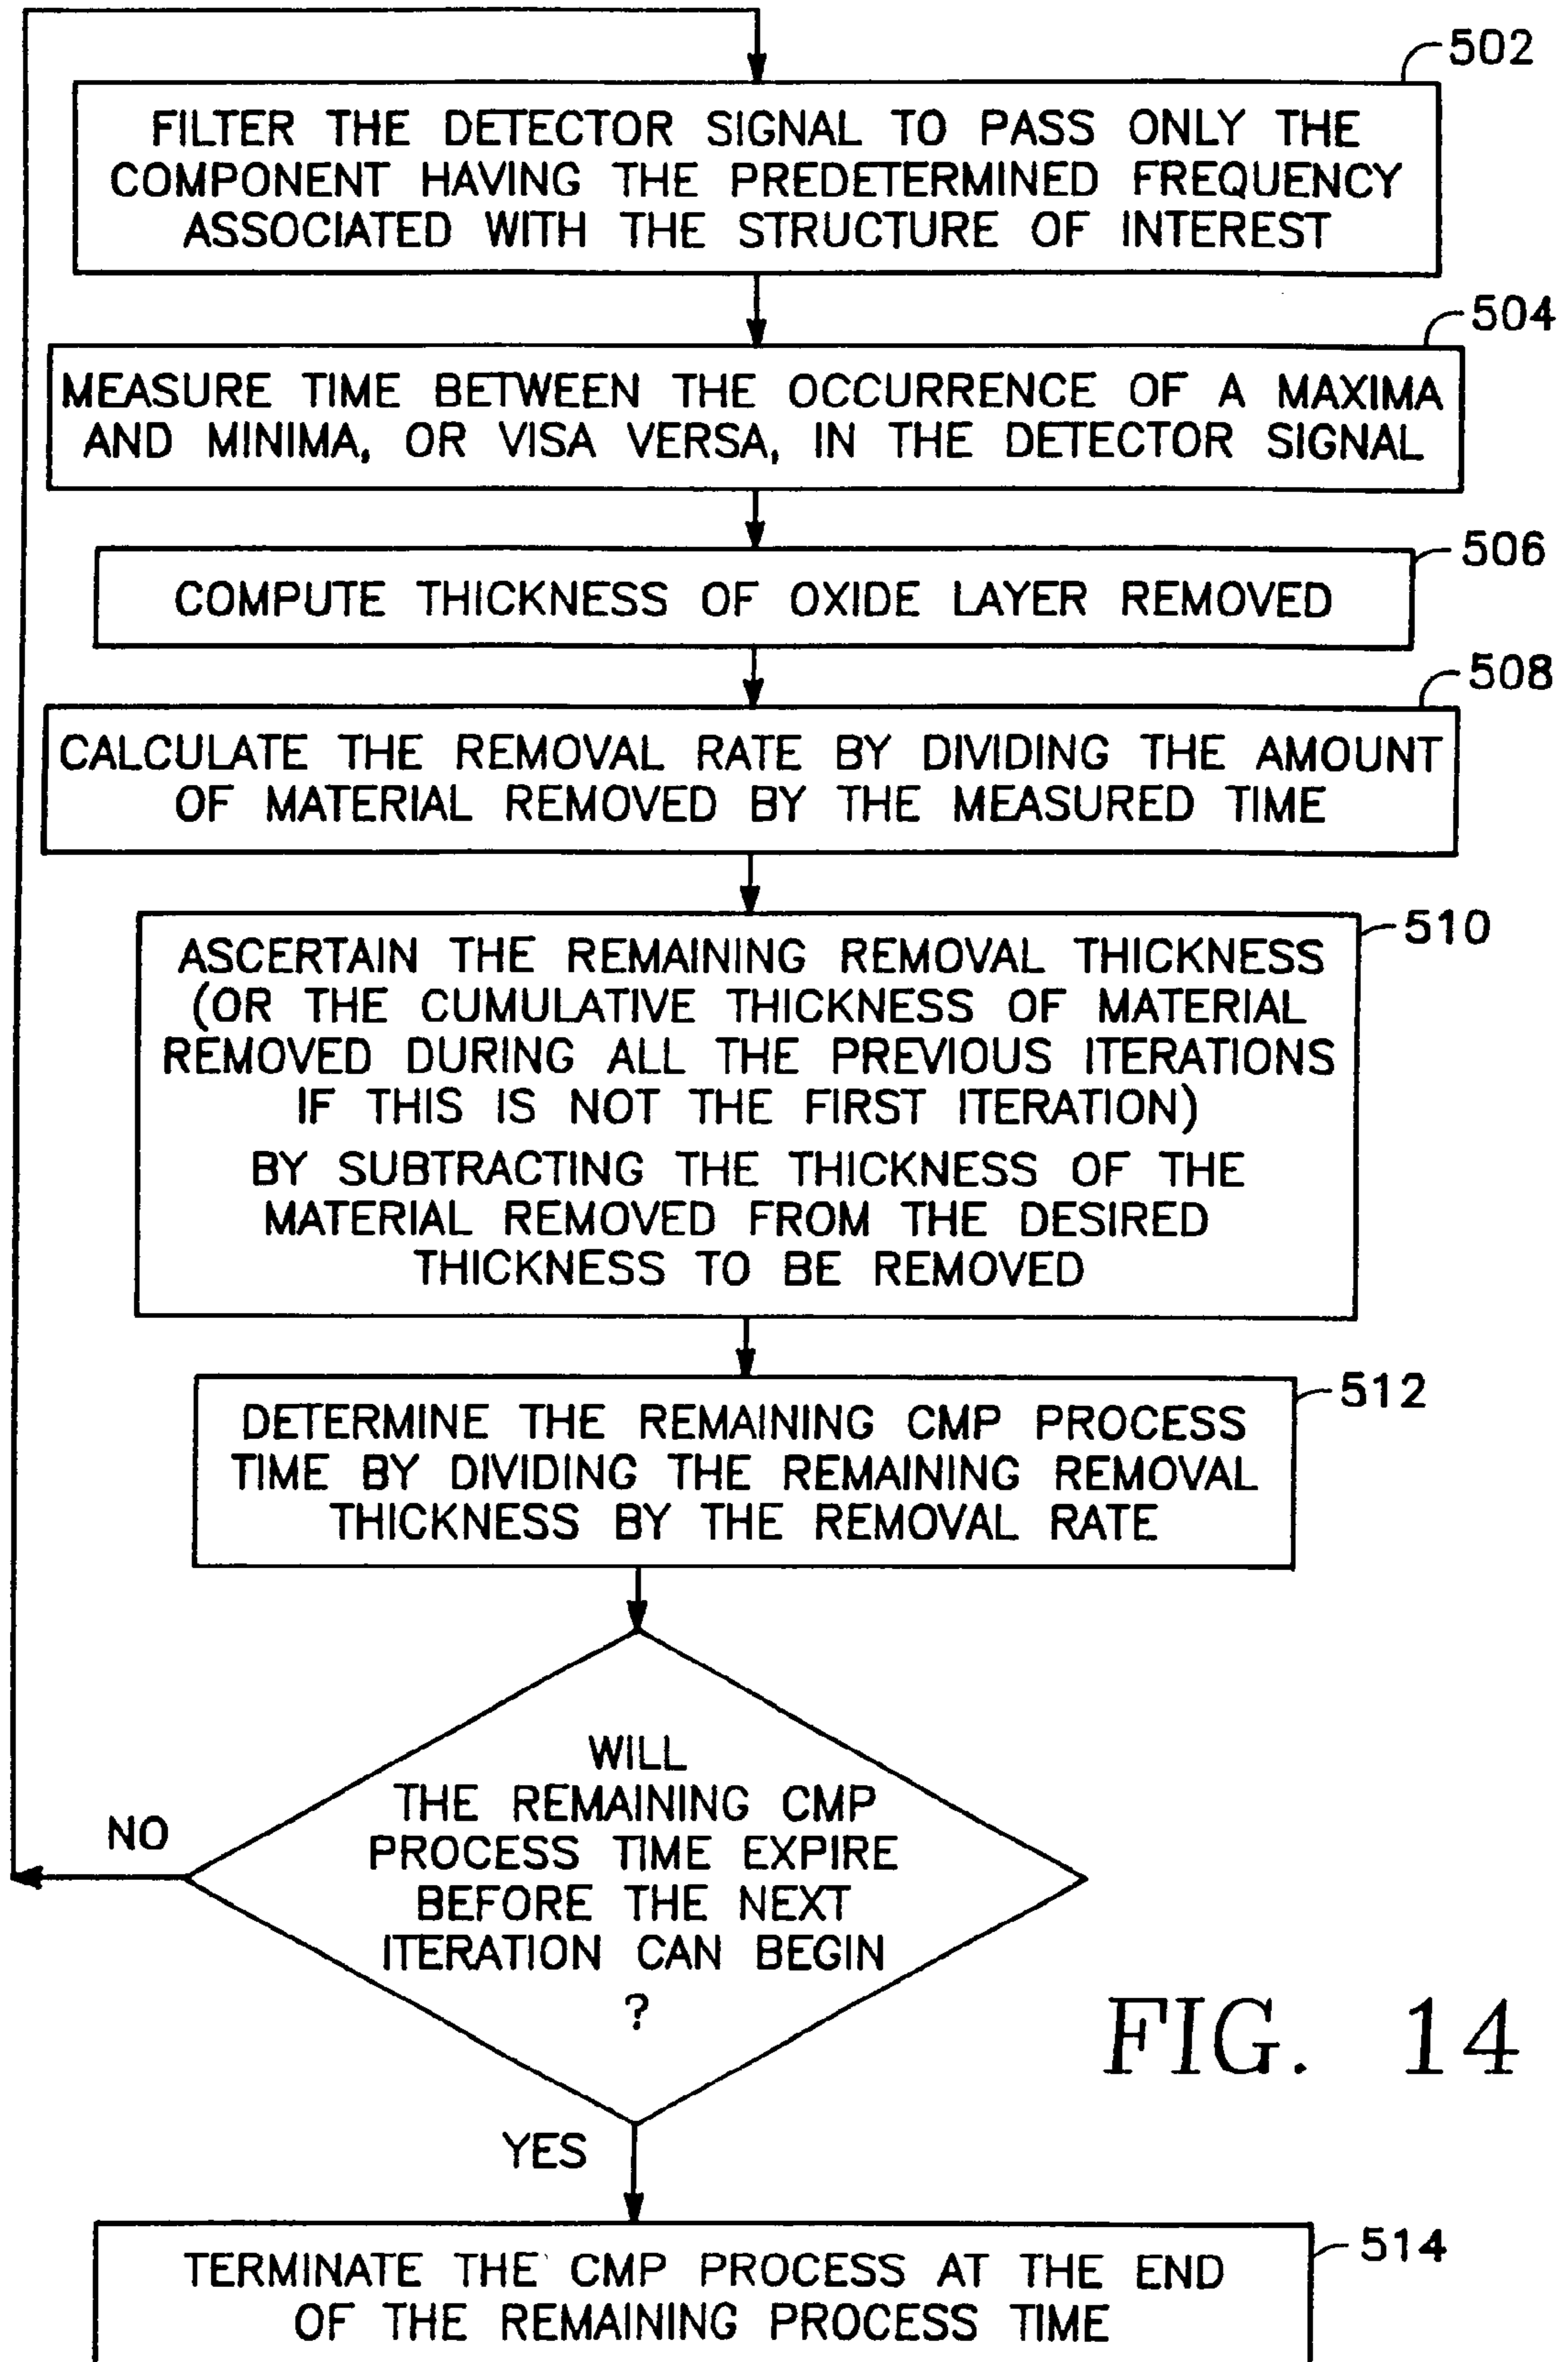 502
FILTER THE DETECTOR SIGNAL TO PASS ONLY THE
COMPONENT HAVING THE PREDETERMINED FREQUENCY
ASSOCIATED WITH THE STRUCTURE OF INTEREST
504
MEASURE TIME BETWEEN THE OCCURRENCE OF A MAXIMA
AND MINIMA, OR VISA VERSA, IN THE DETECTOR SIGNAL
506
COMPUTE THICKNESS OF OXIDE LAYER REMOVED
508
CALCULATE THE REMOVAL RATE BY DIVIDING THE AMOUNT
OF MATERIAL REMOVED BY THE MEASURED TIME
510
ASCERTAIN THE REMAINING REMOVAL THICKNESS
(OR THE CUMULATIVE THICKNESS OF MATERIAL
REMOVED DURING ALL THE PREVIOUS ITERATIONS
IF THIS IS NOT THE FIRST ITERATION)
BY SUBTRACTING THE THICKNESS OF THE
MATERIAL REMOVED FROM THE DESIRED
THICKNESS TO BE REMOVED
512
DETERMINE THE REMAINING CMP PROCESS
TIME BY DIVIDING THE REMAINING REMOVAL
THICKNESS BY THE REMOVAL RATE
WILL
THE REMAINING CMP
PROCESS TIME EXPIRE
BEFORE THE NEXT
ITERATION CAN BEGIN
?
NO
YES
FIG. 14
514
TERMINATE THE CMP PROCESS AT THE END
OF THE REMAINING PROCESS TIME